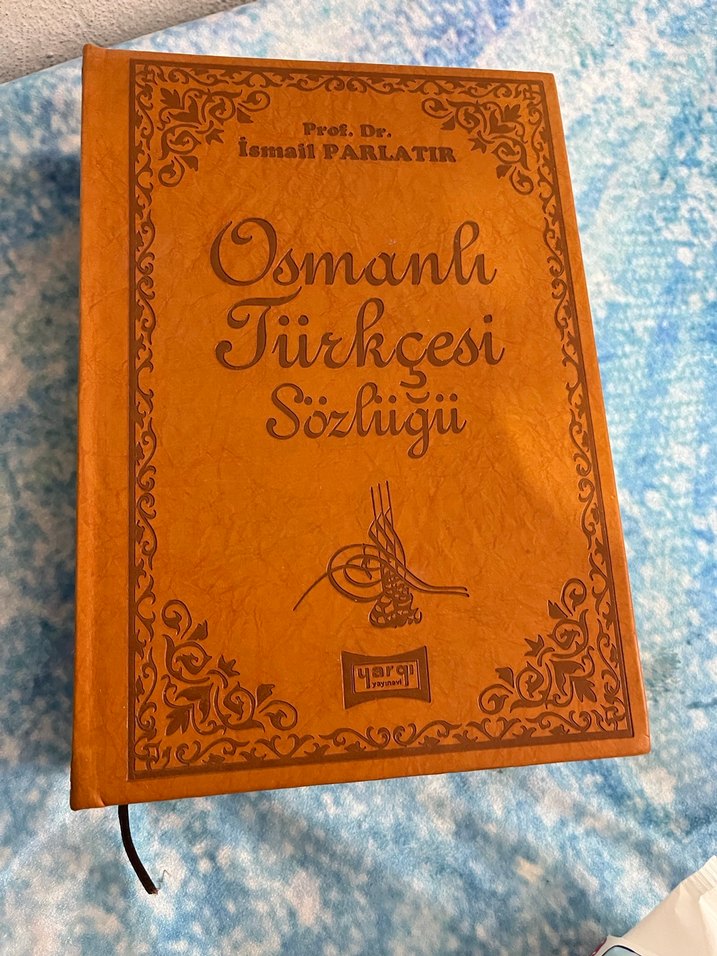 Prof. Dr.
İsmail PARLATIR
Osmanlı
Türkçesi
Sözlüğü
yargı
yayınevi